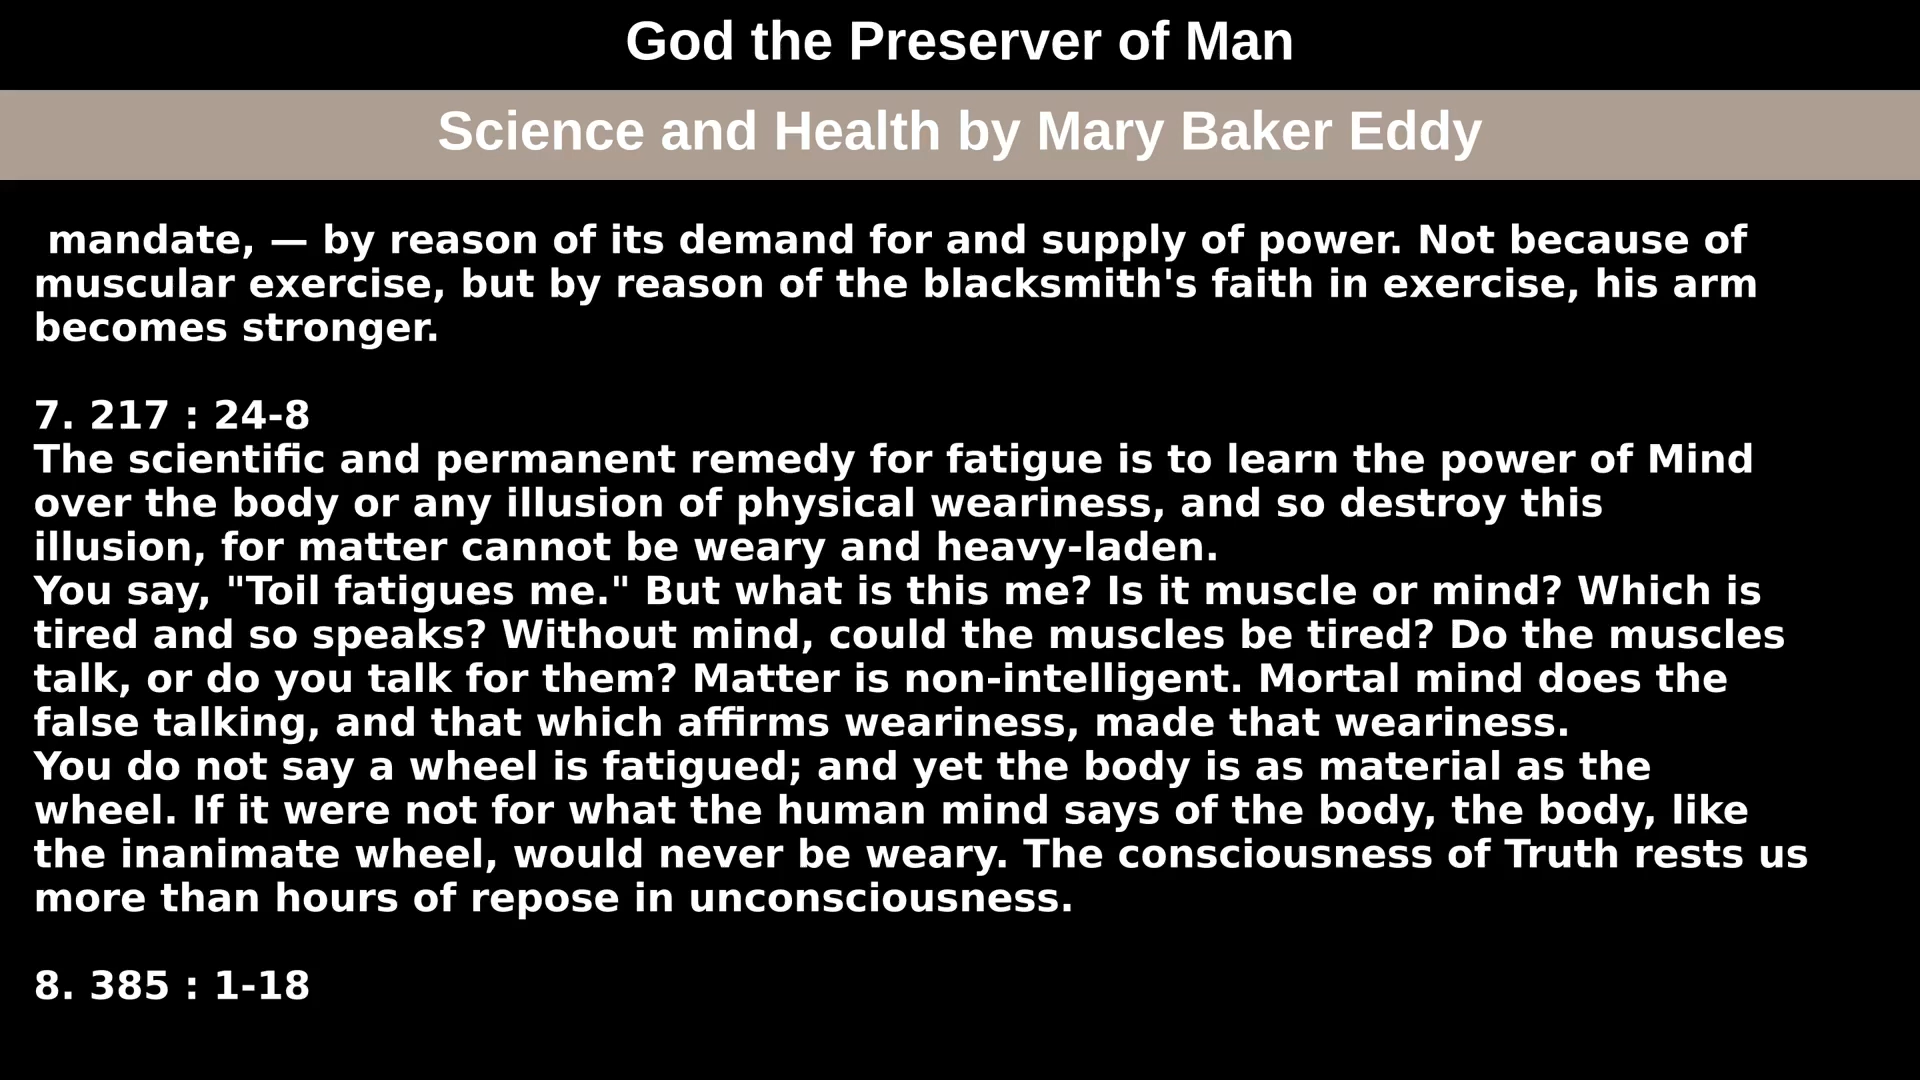 God the Preserver of Man
Science and Health by Mary Baker Eddy
mandate, — by reason of its demand for and supply of power. Not because of
muscular exercise, but by reason of the blacksmith's faith in exercise, his arm
becomes stronger.
7. 217 : 24-8
The scientific and permanent remedy for fatigue is to learn the power of Mind
over the body or any illusion of physical weariness, and so destroy this
illusion, for matter cannot be weary and heavy-laden.
You say, "Toil fatigues me." But what is this me? Is it muscle or mind? Which is
tired and so speaks? Without mind, could the muscles be tired? Do the muscles
talk, or do you talk for them? Matter is non-intelligent. Mortal mind does the
false talking, and that which affirms weariness, made that weariness.
You do not say a wheel is fatigued; and yet the body is as material as the
wheel. If it were not for what the human mind says of the body, the body, like
the inanimate wheel, would never be weary. The consciousness of Truth rests us
more than hours of repose in unconsciousness.
8. 385 : 1-18